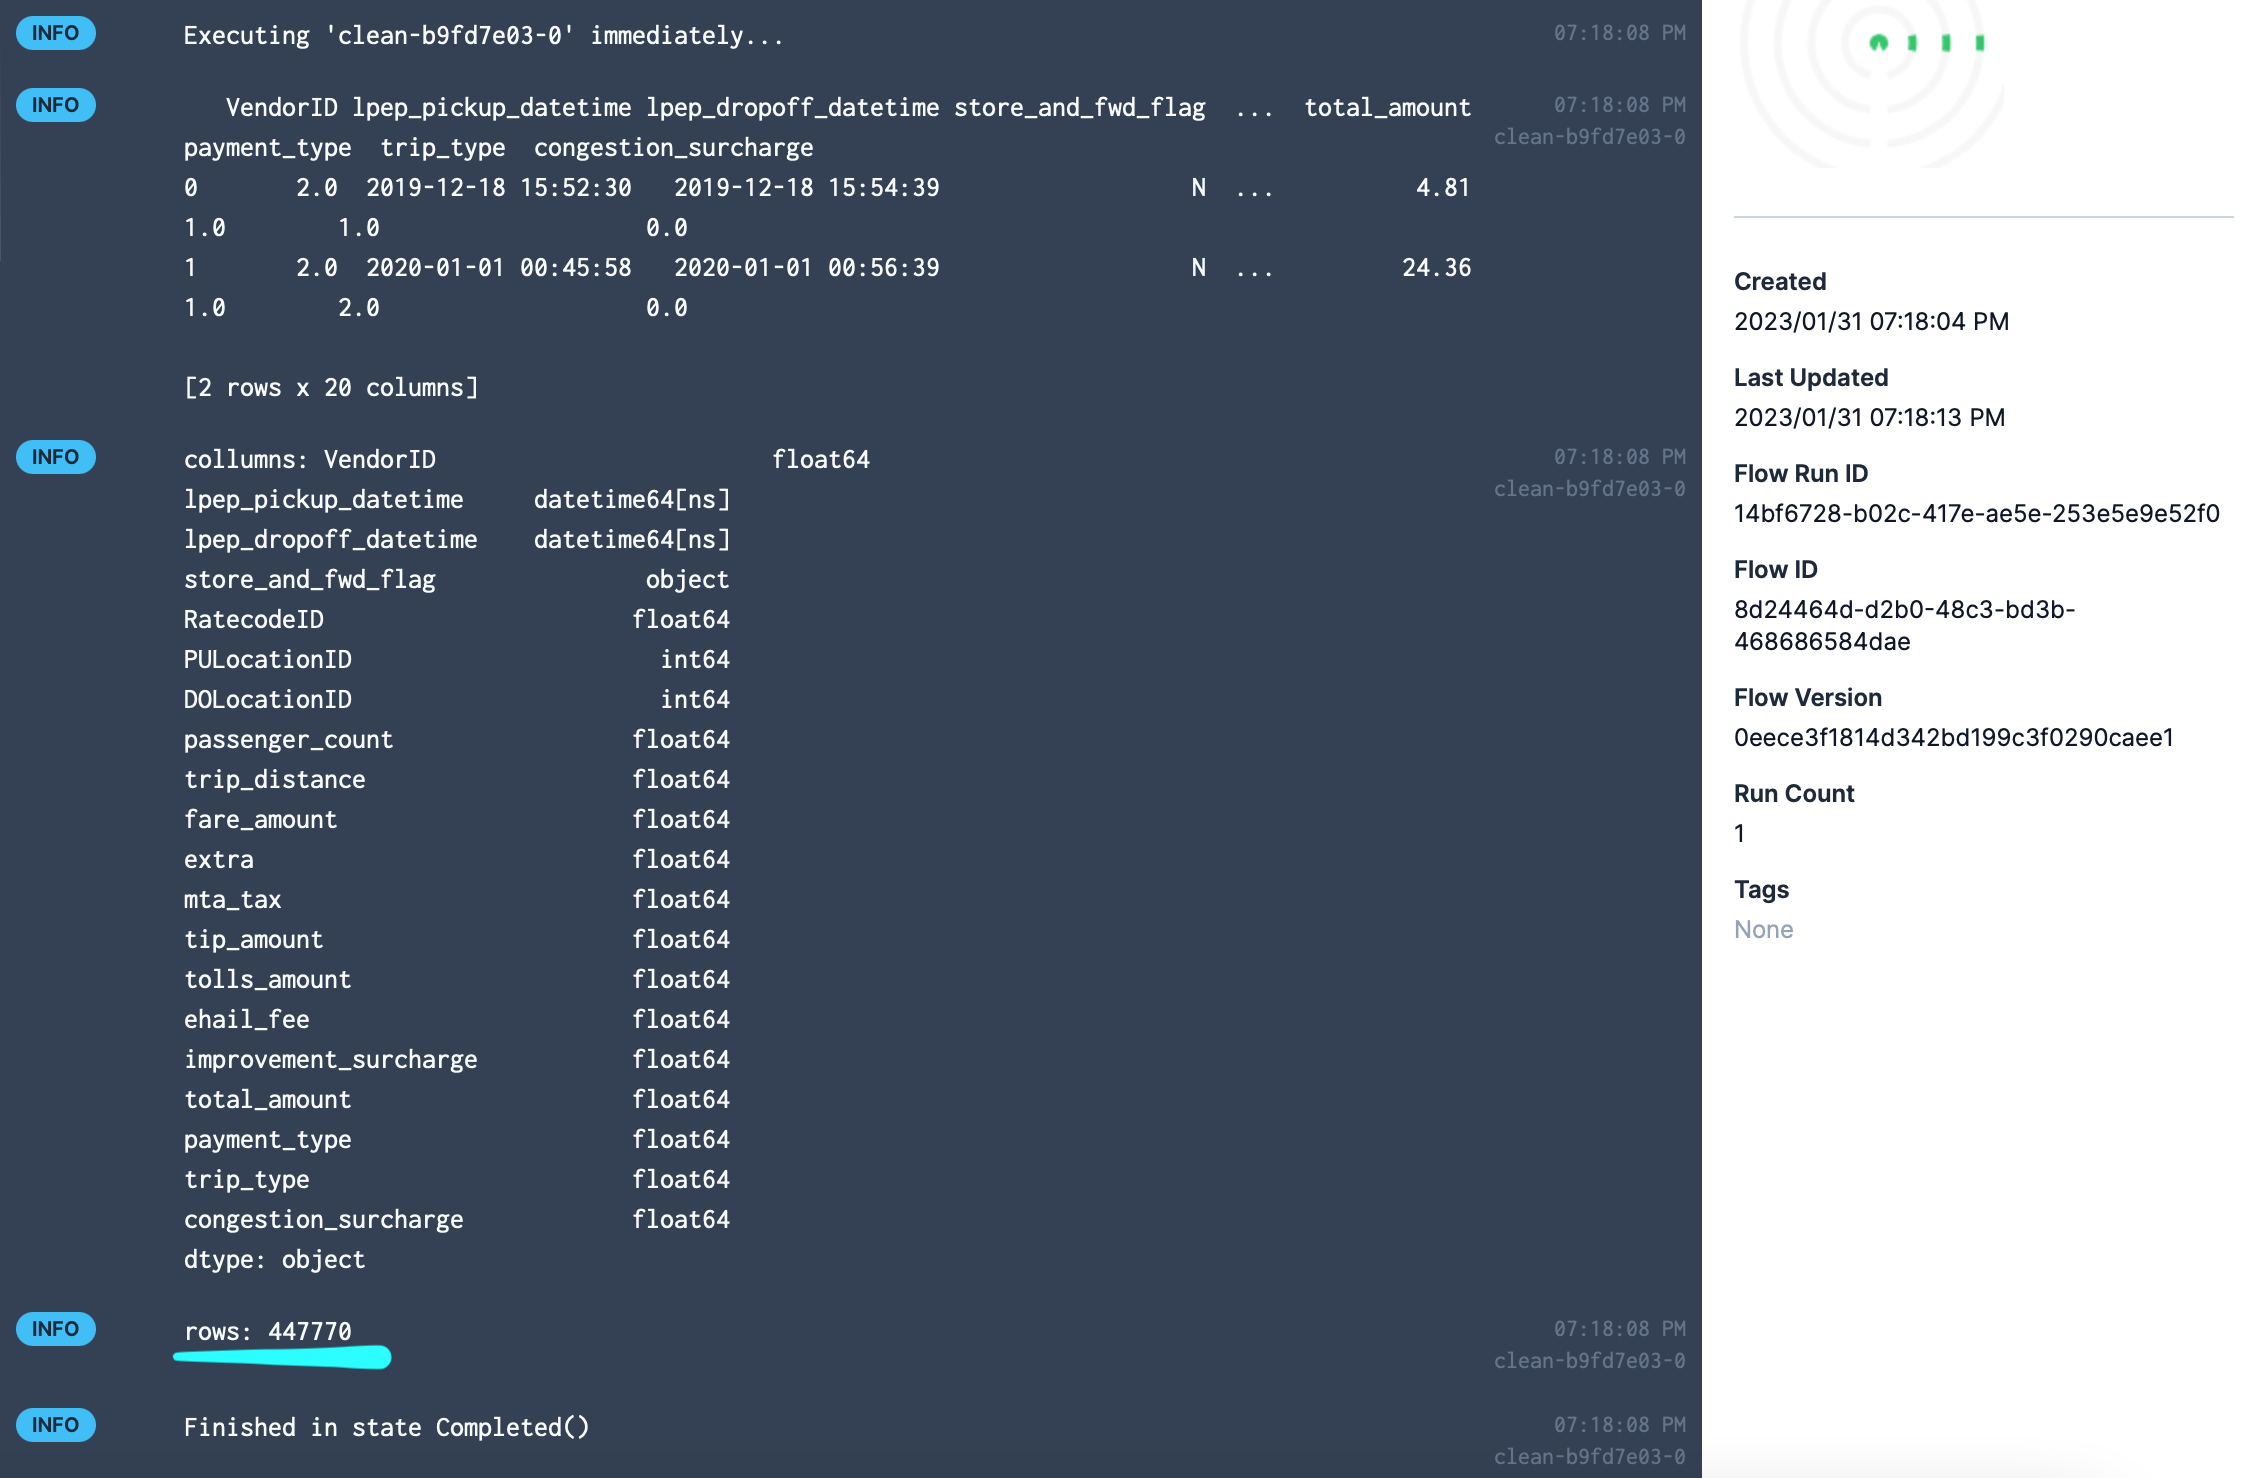 INFO Executing 'clean-b9fd7e03-0' immediately... 07:18:08 PM
INFO VendorID lpep_pickup_datetime lpep_dropoff_datetime store_and_fwd_flag ... total_amount 07:18:08 PM
clean-b9fd7e03-0
payment_type trip_type congestion_surcharge
0 2.0 2019-12-18 15:52:30 2019-12-18 15:54:39 N ... 4.81
1.0 1.0 0.0
1 2.0 2020-01-01 00:45:58 2020-01-01 00:56:39 N ... 24.36
1.0 2.0 0.0
[2 rows x 20 columns]
INFO collumns: VendorID float64 07:18:08 PM
clean-b9fd7e03-0
lpep_pickup_datetime datetime64[ns]
lpep_dropoff_datetime datetime64[ns]
store_and_fwd_flag object
RatecodeID float64
PULocationID int64
DOLocationID int64
passenger_count float64
trip_distance float64
fare_amount float64
extra float64
mta_tax float64
tip_amount float64
tolls_amount float64
ehail_fee float64
improvement_surcharge float64
total_amount float64
payment_type float64
trip_type float64
congestion_surcharge float64
dtype: object
INFO rows: 447770 07:18:08 PM
clean-b9fd7e03-0
INFO Finished in state Completed() 07:18:08 PM
clean-b9fd7e03-0
Created
2023/01/31 07:18:04 PM
Last Updated
2023/01/31 07:18:13 PM
Flow Run ID
14bf6728-b02c-417e-ae5e-253e5e9e52f0
Flow ID
8d24464d-d2b0-48c3-bd3b-
468686584dae
Flow Version
0eece3f1814d342bd199c3f0290caee1
Run Count
1
Tags
None